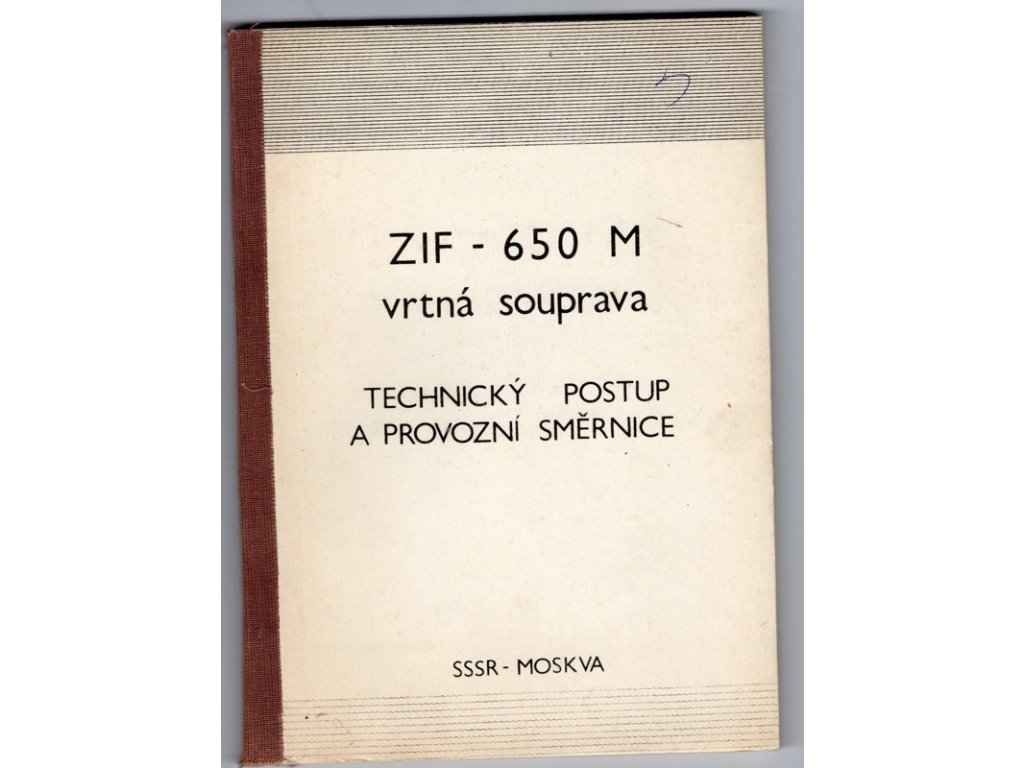 ZIF - 650 M
vrtná souprava
TECHNICKÝ POSTUP
A PROVOZNÍ SMĚRNICE
SSSR - MOSKVA